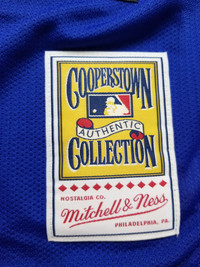 COOPERSTOWN
AUTHENTIC
COLLECTION
NOSTALGIA CO.
Mitchell & Ness
PHILADELPHIA, PA.